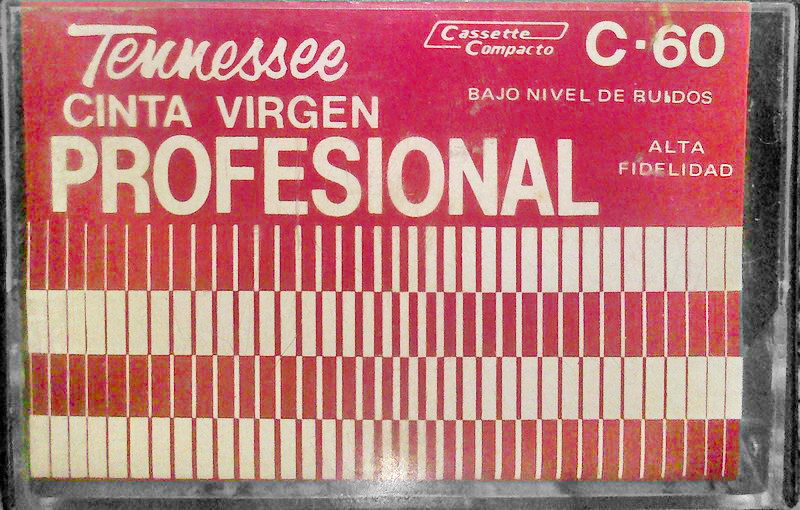 Tennessee
CINTA VIRGEN
PROFESIONAL
Cassette
Compacto
C·60
BAJO NIVEL DE RUIDOS
ALTA
FIDELIDAD